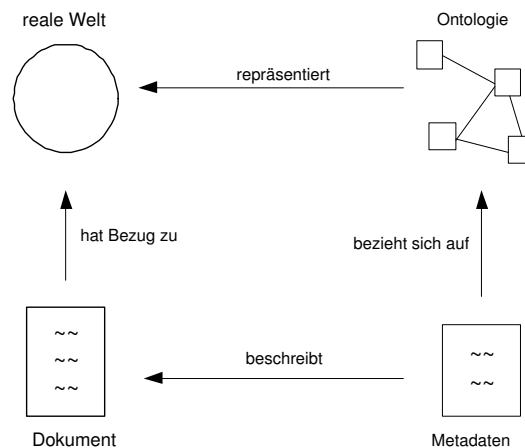 reale Welt
Ontologie
repräsentiert
hat Bezug zu
bezieht sich auf
~~
~~
~~
~~
~~
beschreibt
Dokument
Metadaten